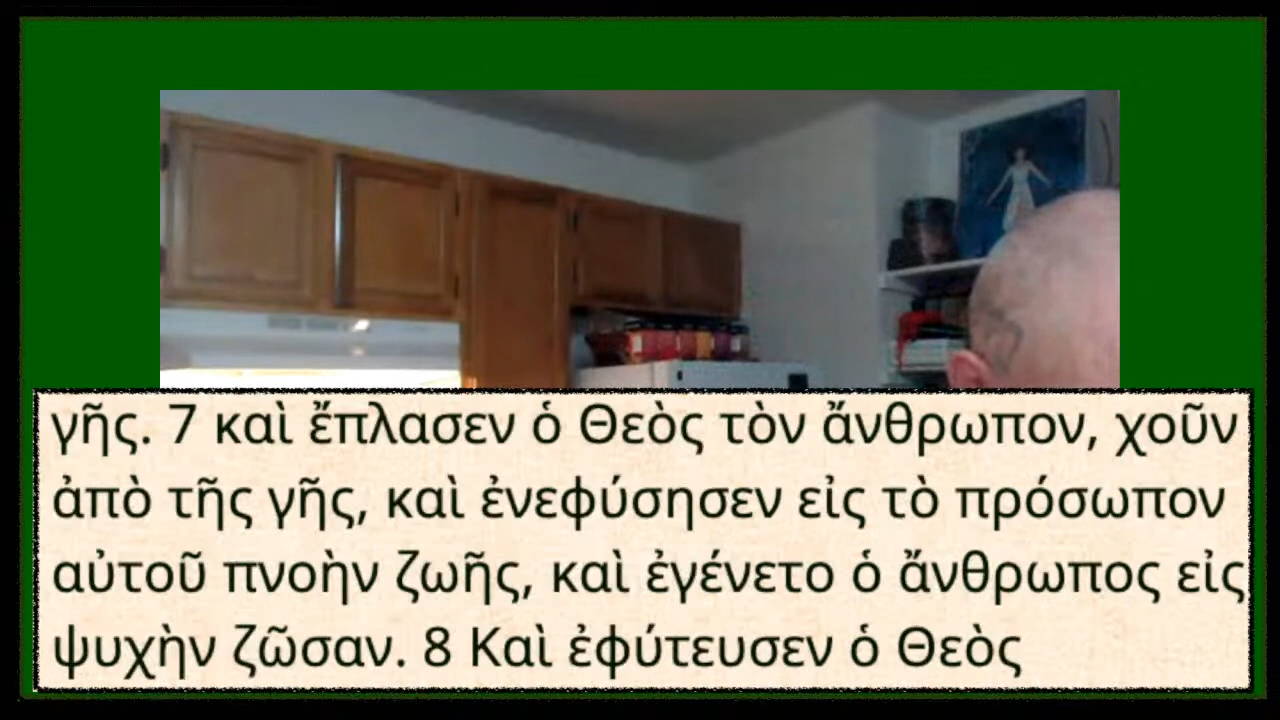 γῆς. 7 καὶ ἔπλασεν ὁ Θεὸς τὸν ἄνθρωπον, χοῦν
ἀπὸ τῆς γῆς, καὶ ἐνεφύσησεν εἰς τὸ πρόσωπον
αὐτοῦ πνοὴν ζωῆς, καὶ ἐγένετο ὁ ἄνθρωπος εἰς
ψυχὴν ζῶσαν. 8 Καὶ ἐφύτευσεν ὁ Θεὸς